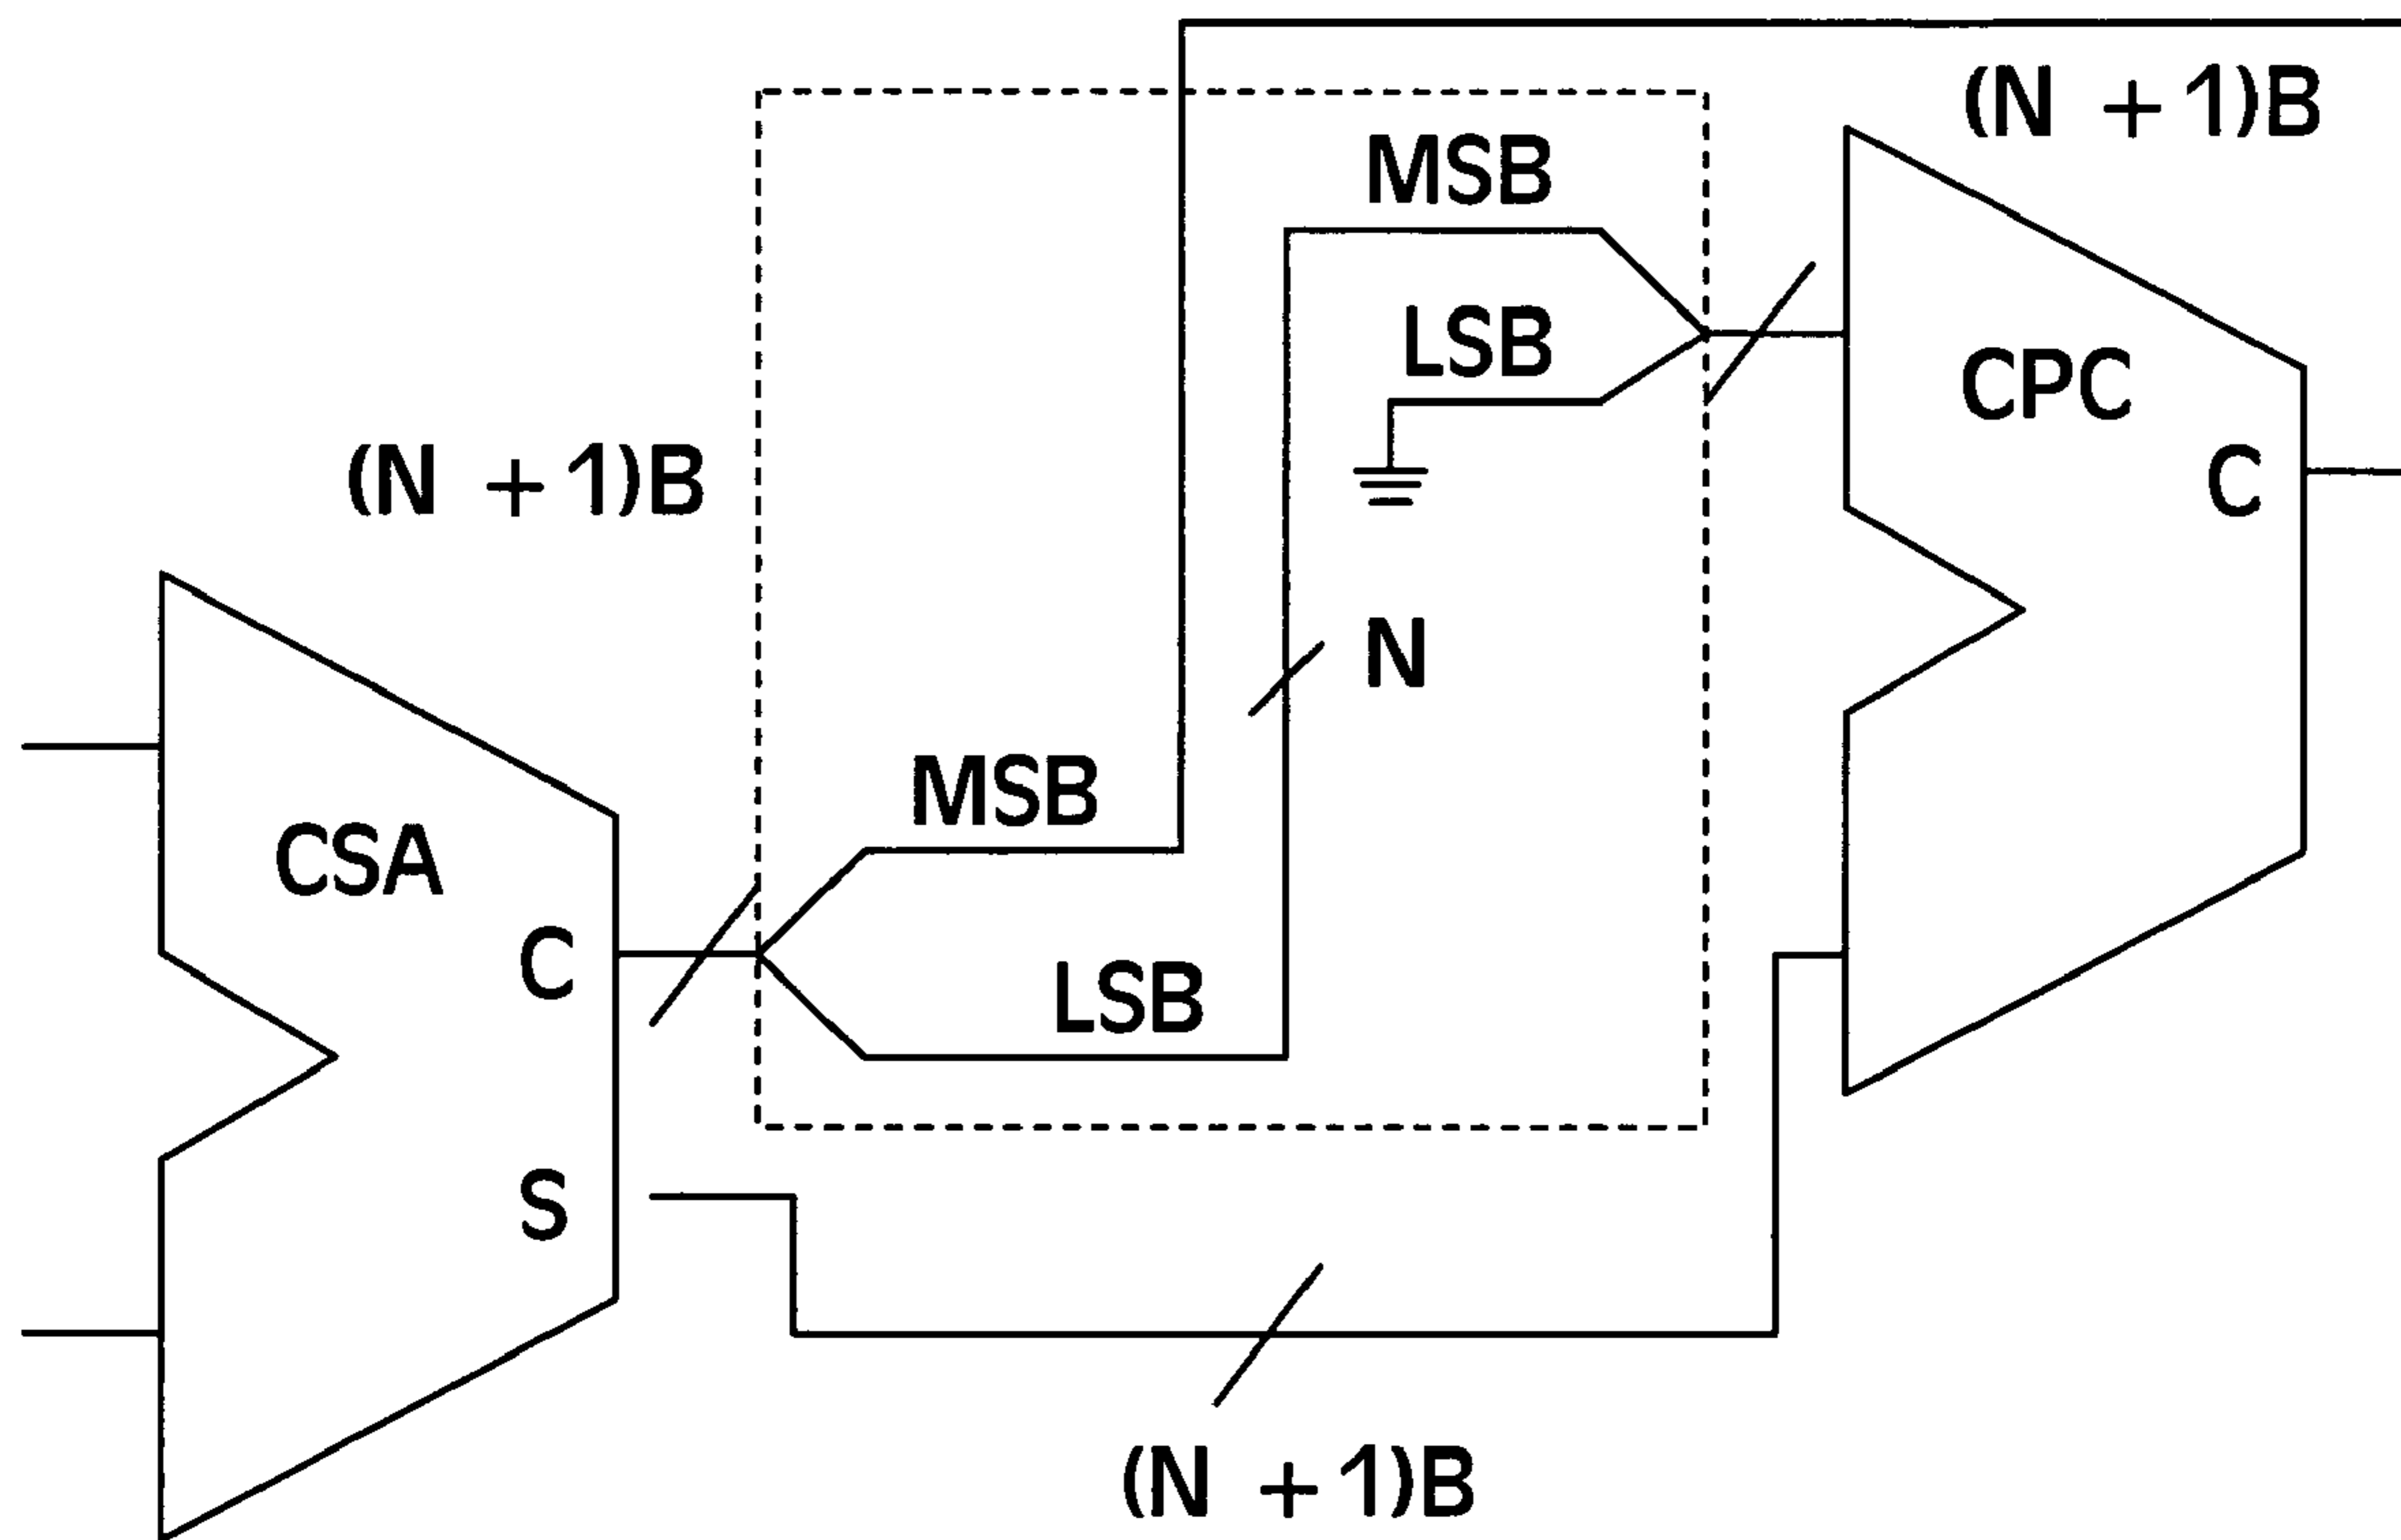 (N + 1)B
MSB
LSB
CPC
C
(N + 1)B
N
MSB
CSA
C
LSB
S
(N + 1)B